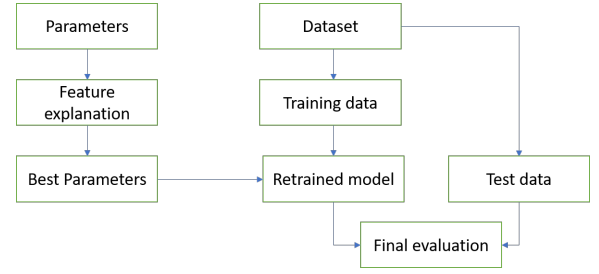 Parameters
Dataset
Feature
explanation
Training data
Best Parameters
Retrained model
Test data
Final evaluation